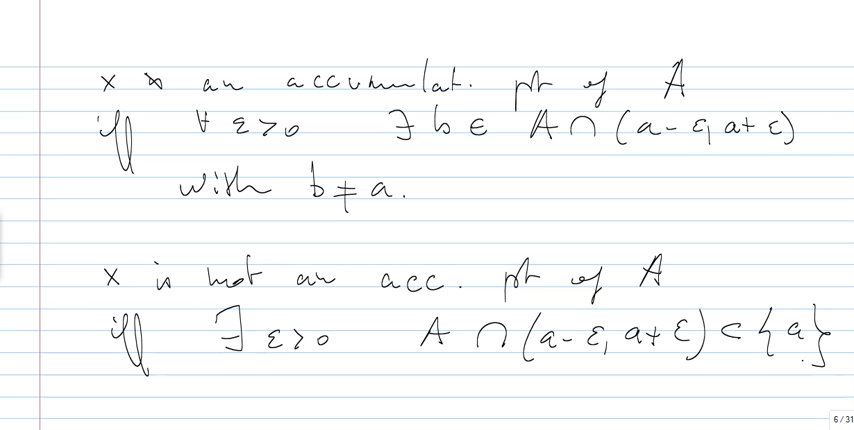 x is an accumulat. pt of A
iff ∀ ε>0 ∃ b ∈ A ∩ (a-ε, a+ε)
with b ≠ a.
x is not an acc. pt of A
iff ∃ ε>0 A ∩ (a-ε, a+ε) ⊂ {a}
6 / 31